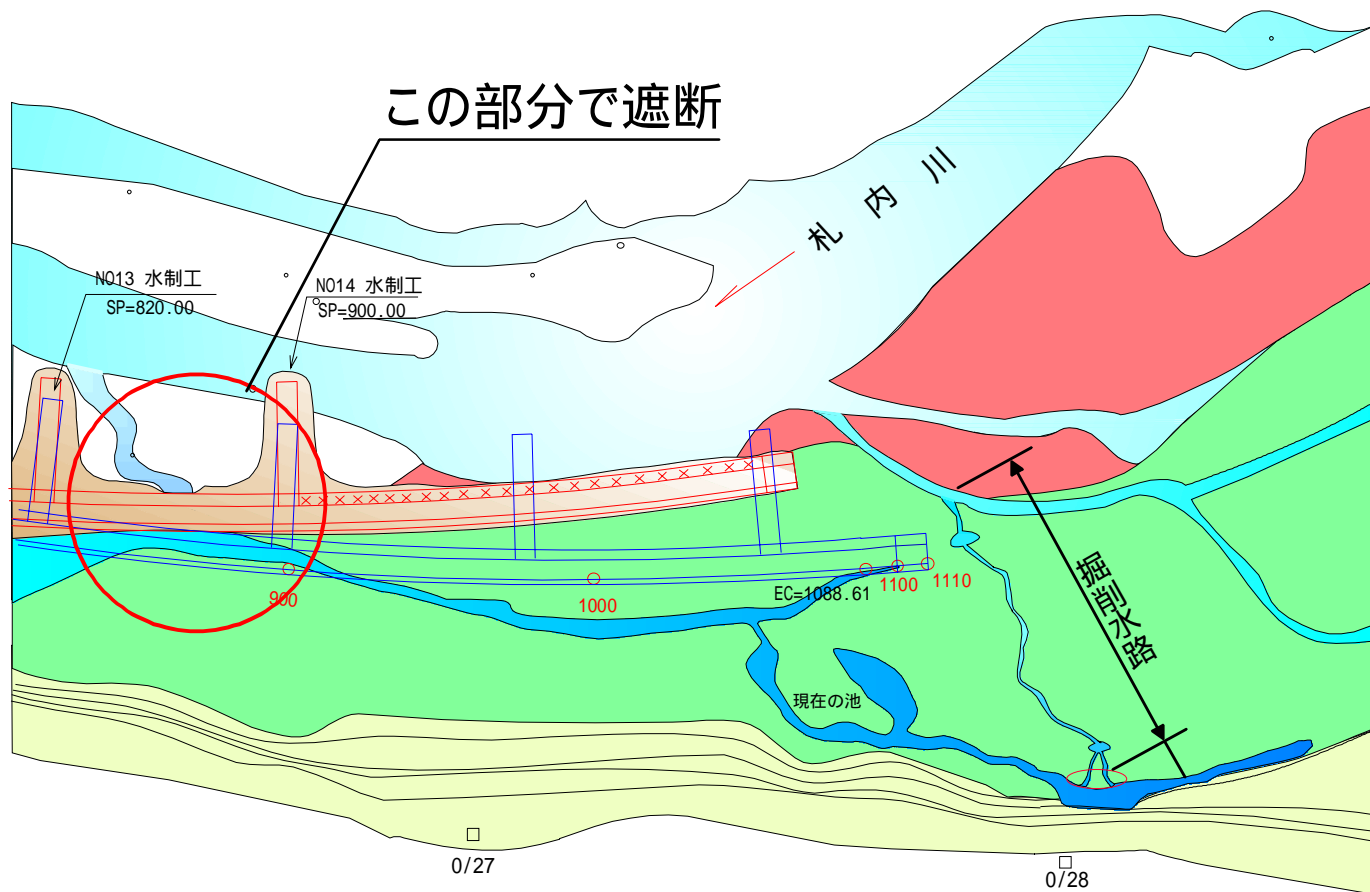 この部分で遮断
札内川
NO13 水制工
SP=820.00
NO14 水制工
SP=900.00
900
1000
EC=1088.61
1100
1110
掘削水路
現在の池
0/27
0/28